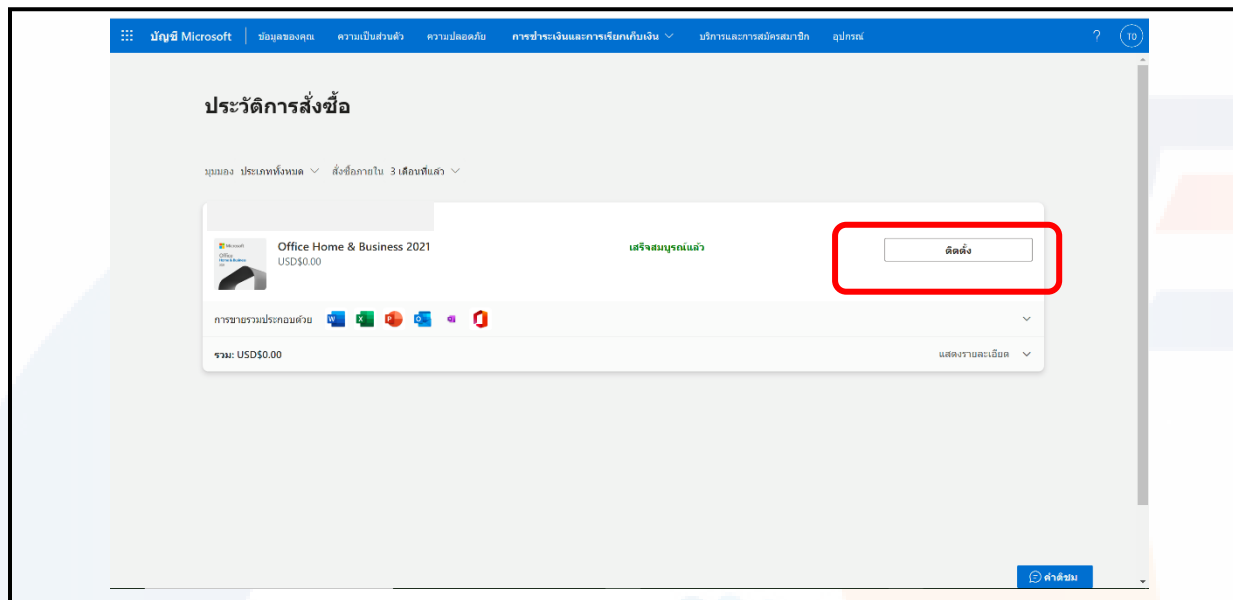 บัญชี Microsoft ข้อมูลของคุณ ความเป็นส่วนตัว ความปลอดภัย การชำระเงินและการเรียกเก็บเงิน บริการและการสมัครสมาชิก อุปกรณ์ ? TO
ประวัติการสั่งซื้อ
มุมมอง ประเภททั้งหมด สั่งซื้อภายใน 3 เดือนที่แล้ว
Microsoft
Office
Office Home & Business 2021 เสร็จสมบูรณ์แล้ว ติดตั้ง
USD$0.00
การขายรวมประกอบด้วย
รวม: USD$0.00 แสดงรายละเอียด
คำติชม